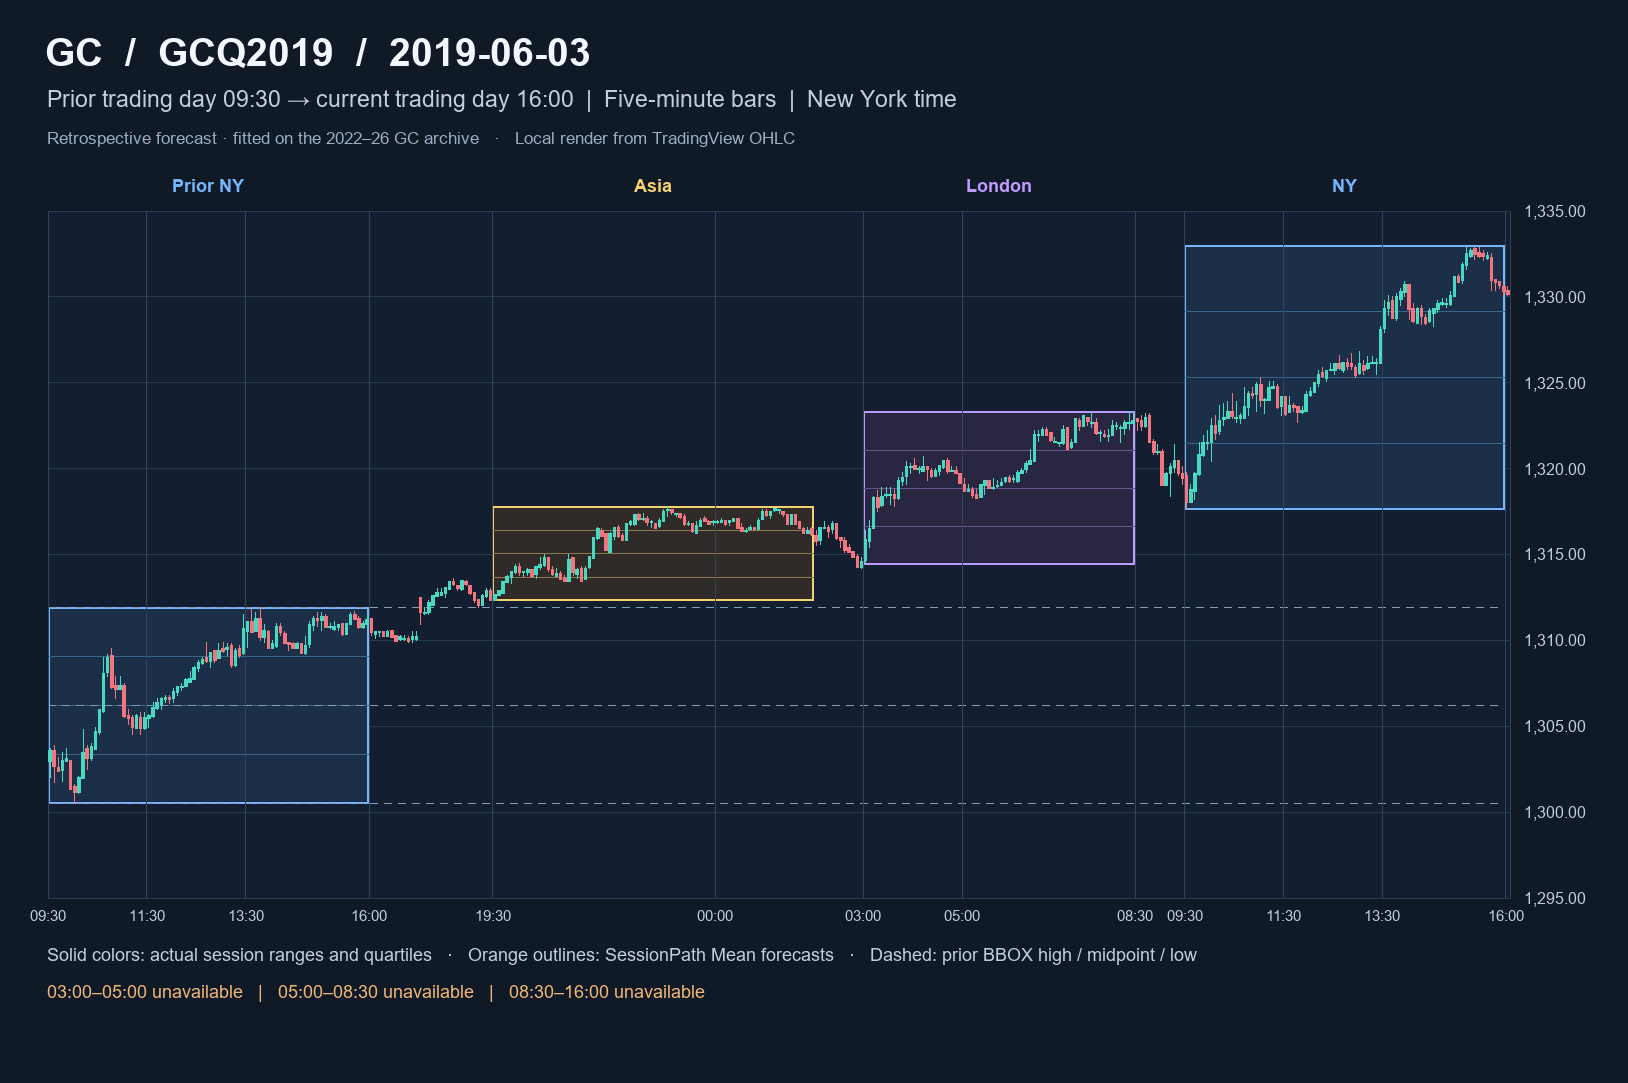 GC / GCQ2019 / 2019-06-03
Prior trading day 09:30 → current trading day 16:00 | Five-minute bars | New York time
Retrospective forecast · fitted on the 2022–26 GC archive · Local render from TradingView OHLC
Prior NY Asia London NY
1,335.00
1,330.00
1,325.00
1,320.00
1,315.00
1,310.00
1,305.00
1,300.00
1,295.00
09:30 11:30 13:30 16:00 19:30 00:00 03:00 05:00 08:30 09:30 11:30 13:30 16:00
Solid colors: actual session ranges and quartiles · Orange outlines: SessionPath Mean forecasts · Dashed: prior BBOX high / midpoint / low
03:00–05:00 unavailable | 05:00–08:30 unavailable | 08:30–16:00 unavailable